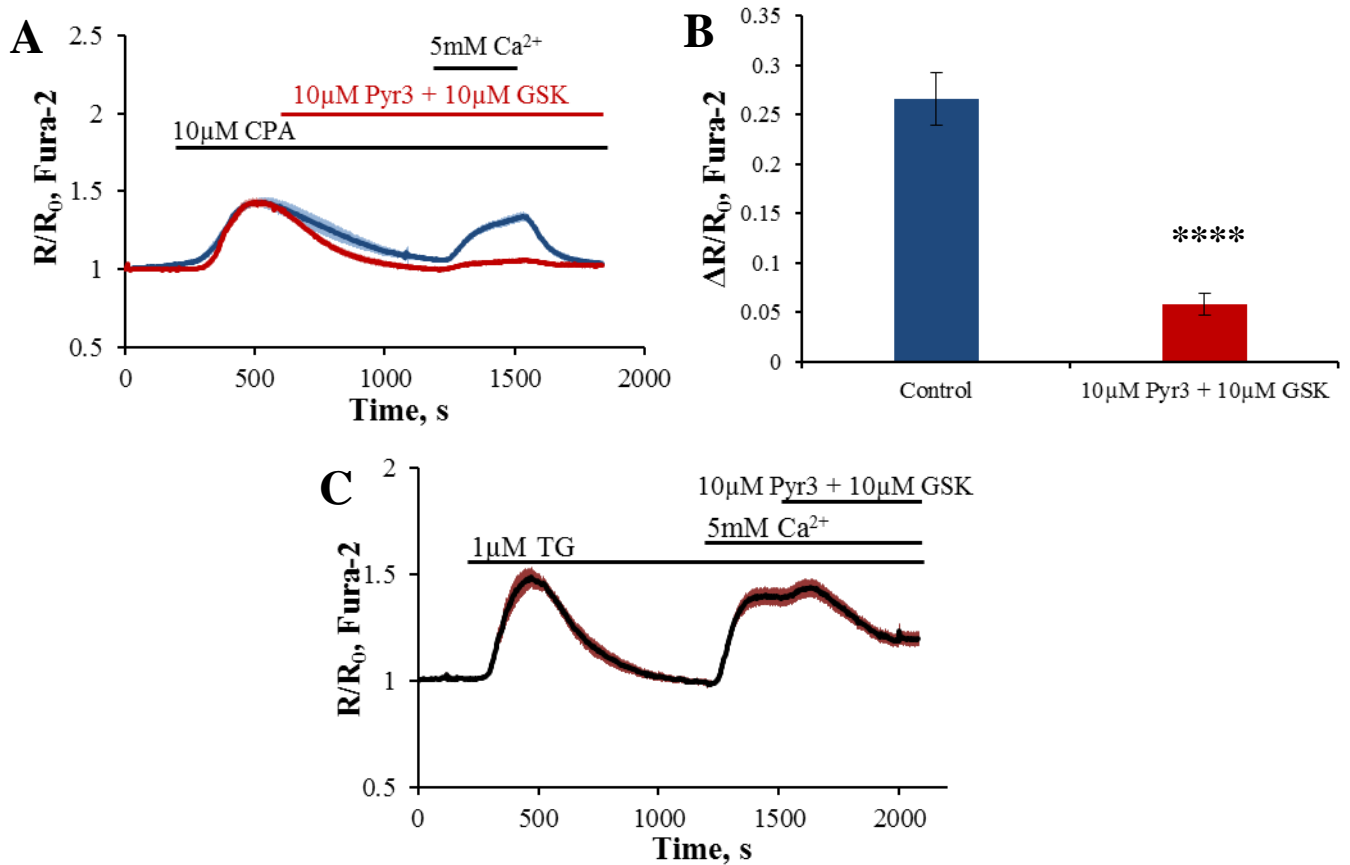 A
2.5
2
1.5
1
0.5
R/R₀, Fura-2
5mM Ca²⁺
10µM Pyr3 + 10µM GSK
10µM CPA
0 500 1000 1500 2000
Time, s
B
0.35
0.3
0.25
0.2
0.15
0.1
0.05
0
ΔR/R₀, Fura-2
****
Control 10µM Pyr3 + 10µM GSK
C
2
1.5
1
0.5
R/R₀, Fura-2
10µM Pyr3 + 10µM GSK
5mM Ca²⁺
1µM TG
0 500 1000 1500 2000
Time, s